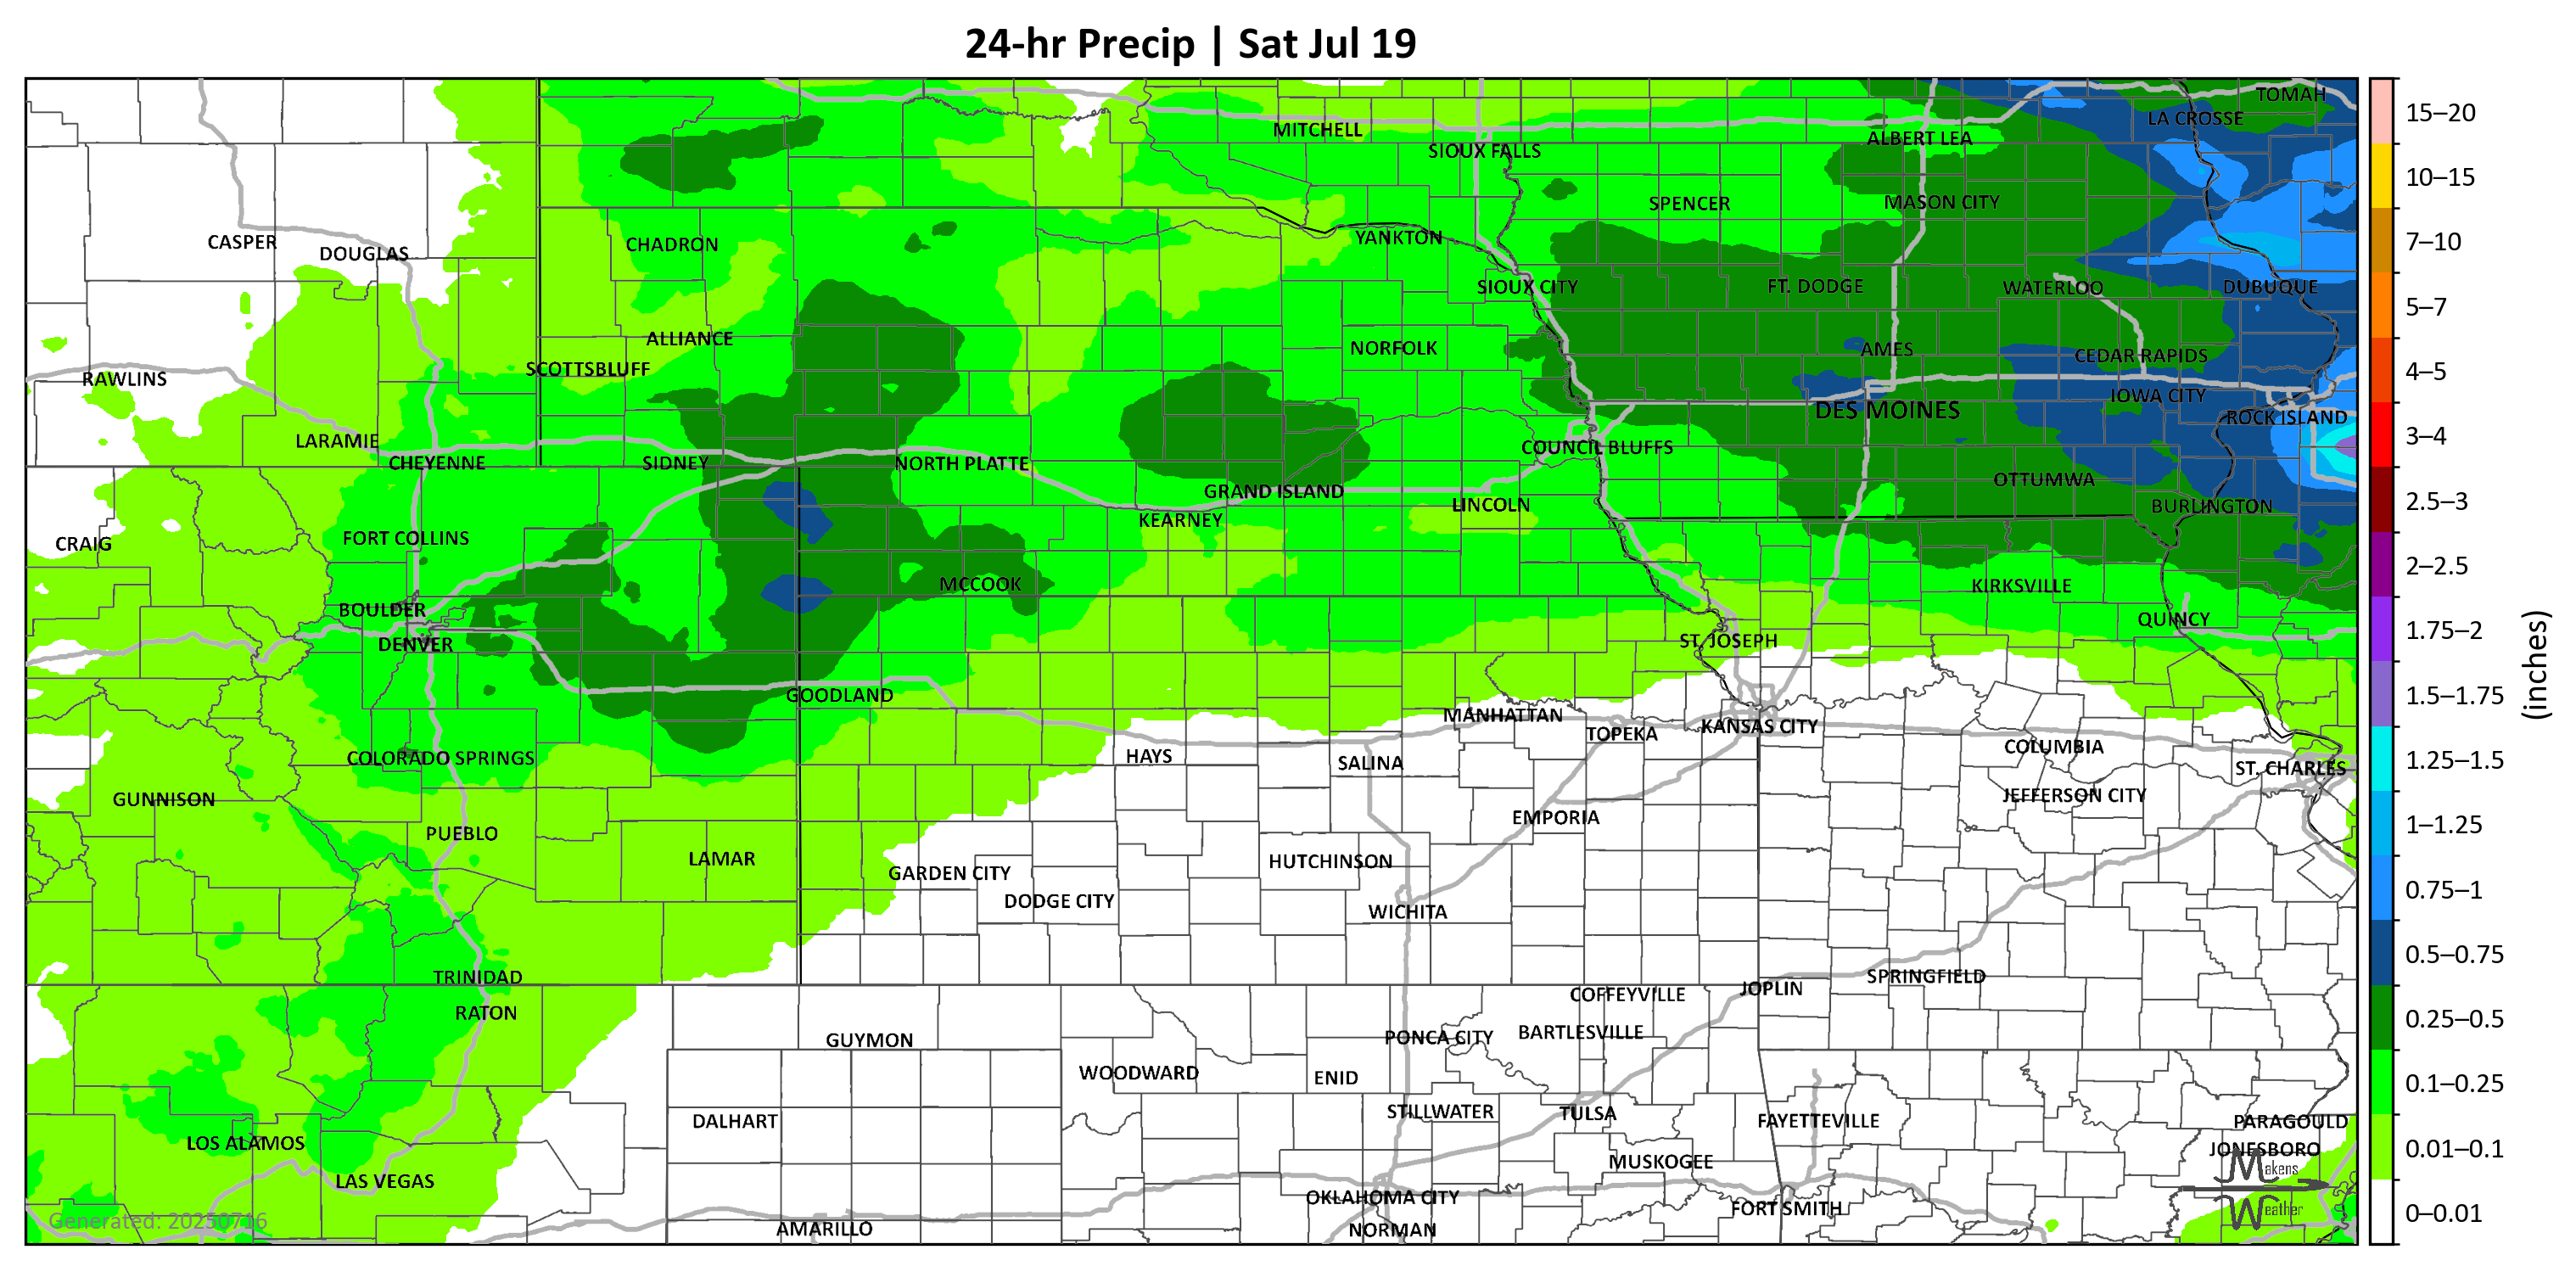 24-hr Precip | Sat Jul 19
TOMAH
LA CROSSE
MITCHELL
ALBERT LEA
SIOUX FALLS
SPENCER
MASON CITY
CASPER
DOUGLAS
CHADRON
YANKTON
SIOUX CITY
FT. DODGE
WATERLOO
DUBUQUE
ALLIANCE
NORFOLK
AMES
CEDAR RAPIDS
SCOTTSBLUFF
RAWLINS
IOWA CITY
DES MOINES
ROCK ISLAND
LARAMIE
COUNCIL BLUFFS
CHEYENNE
SIDNEY
NORTH PLATTE
OTTUMWA
GRAND ISLAND
LINCOLN
BURLINGTON
KEARNEY
FORT COLLINS
CRAIG
MCCOOK
KIRKSVILLE
BOULDER
QUINCY
DENVER
ST. JOSEPH
GOODLAND
MANHATTAN
KANSAS CITY
TOPEKA
COLUMBIA
HAYS
COLORADO SPRINGS
SALINA
ST. CHARLES
GUNNISON
JEFFERSON CITY
EMPORIA
PUEBLO
LAMAR
HUTCHINSON
GARDEN CITY
DODGE CITY
WICHITA
TRINIDAD
SPRINGFIELD
JOPLIN
COFFEYVILLE
RATON
BARTLESVILLE
PONCA CITY
GUYMON
WOODWARD
ENID
STILLWATER
TULSA
DALHART
FAYETTEVILLE
PARAGOULD
LOS ALAMOS
JONESBORO
MUSKOGEE
LAS VEGAS
OKLAHOMA CITY
FORT SMITH
AMARILLO
NORMAN
Generated: 20250716
Makens
Weather
15–20
10–15
7–10
5–7
4–5
3–4
2.5–3
2–2.5
1.75–2
1.5–1.75
1.25–1.5
1–1.25
0.75–1
0.5–0.75
0.25–0.5
0.1–0.25
0.01–0.1
0–0.01
(inches)